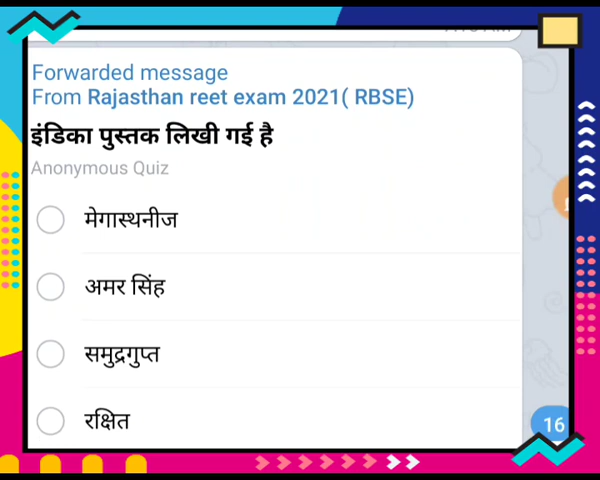 Forwarded message
From Rajasthan reet exam 2021( RBSE)
इंडिका पुस्तक लिखी गई है
Anonymous Quiz
मेगास्थनीज
अमर सिंह
समुद्रगुप्त
रक्षित
16